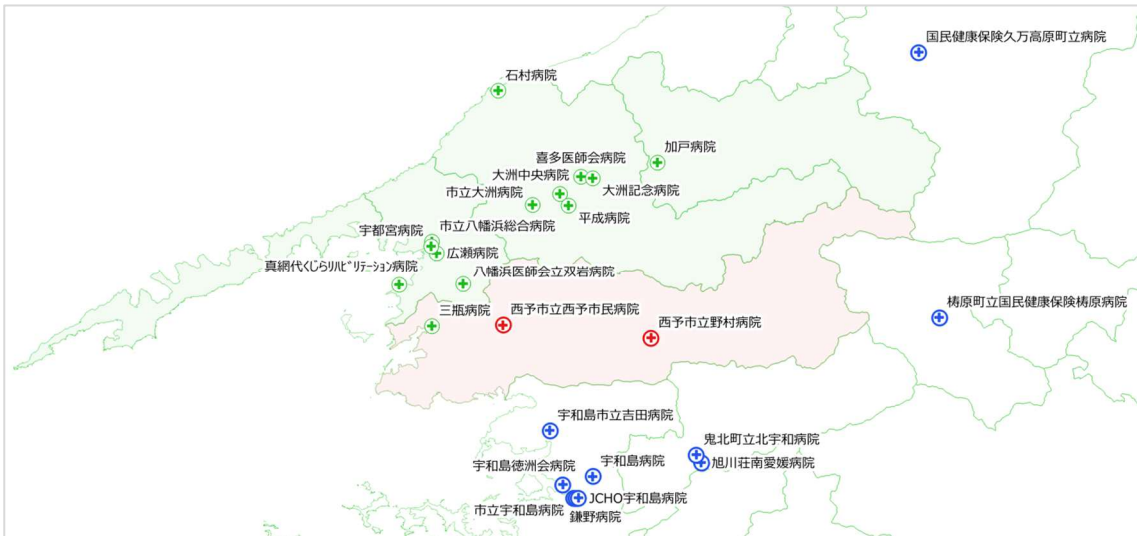 国民健康保険久万高原町立病院
石村病院
加戸病院
喜多医師会病院
大洲中央病院
大洲記念病院
市立大洲病院
平成病院
市立八幡浜総合病院
宇都宮病院
広瀬病院
真網代くじらリハビリテーション病院
八幡浜医師会立双岩病院
三瓶病院
西予市立西予市民病院
西予市立野村病院
梼原町立国民健康保険梼原病院
宇和島市立吉田病院
鬼北町立北宇和病院
旭川荘南愛媛病院
宇和島病院
宇和島徳洲会病院
JCHO宇和島病院
市立宇和島病院
鎌野病院